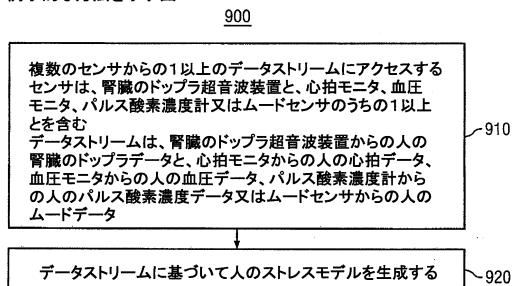 900
複数のセンサからの1以上のデータストリームにアクセスする
センサは、腎臓のドップラ超音波装置と、心拍モニタ、血圧
モニタ、パルス酸素濃度計又はムードセンサのうちの1以上
とを含む
データストリームは、腎臓のドップラ超音波装置からの人の
腎臓のドップラデータと、心拍モニタからの人の心拍データ、
血圧モニタからの人の血圧データ、パルス酸素濃度計から
の人のパルス酸素濃度データ又はムードセンサからの人の
ムードデータ
910
データストリームに基づいて人のストレスモデルを生成する
920